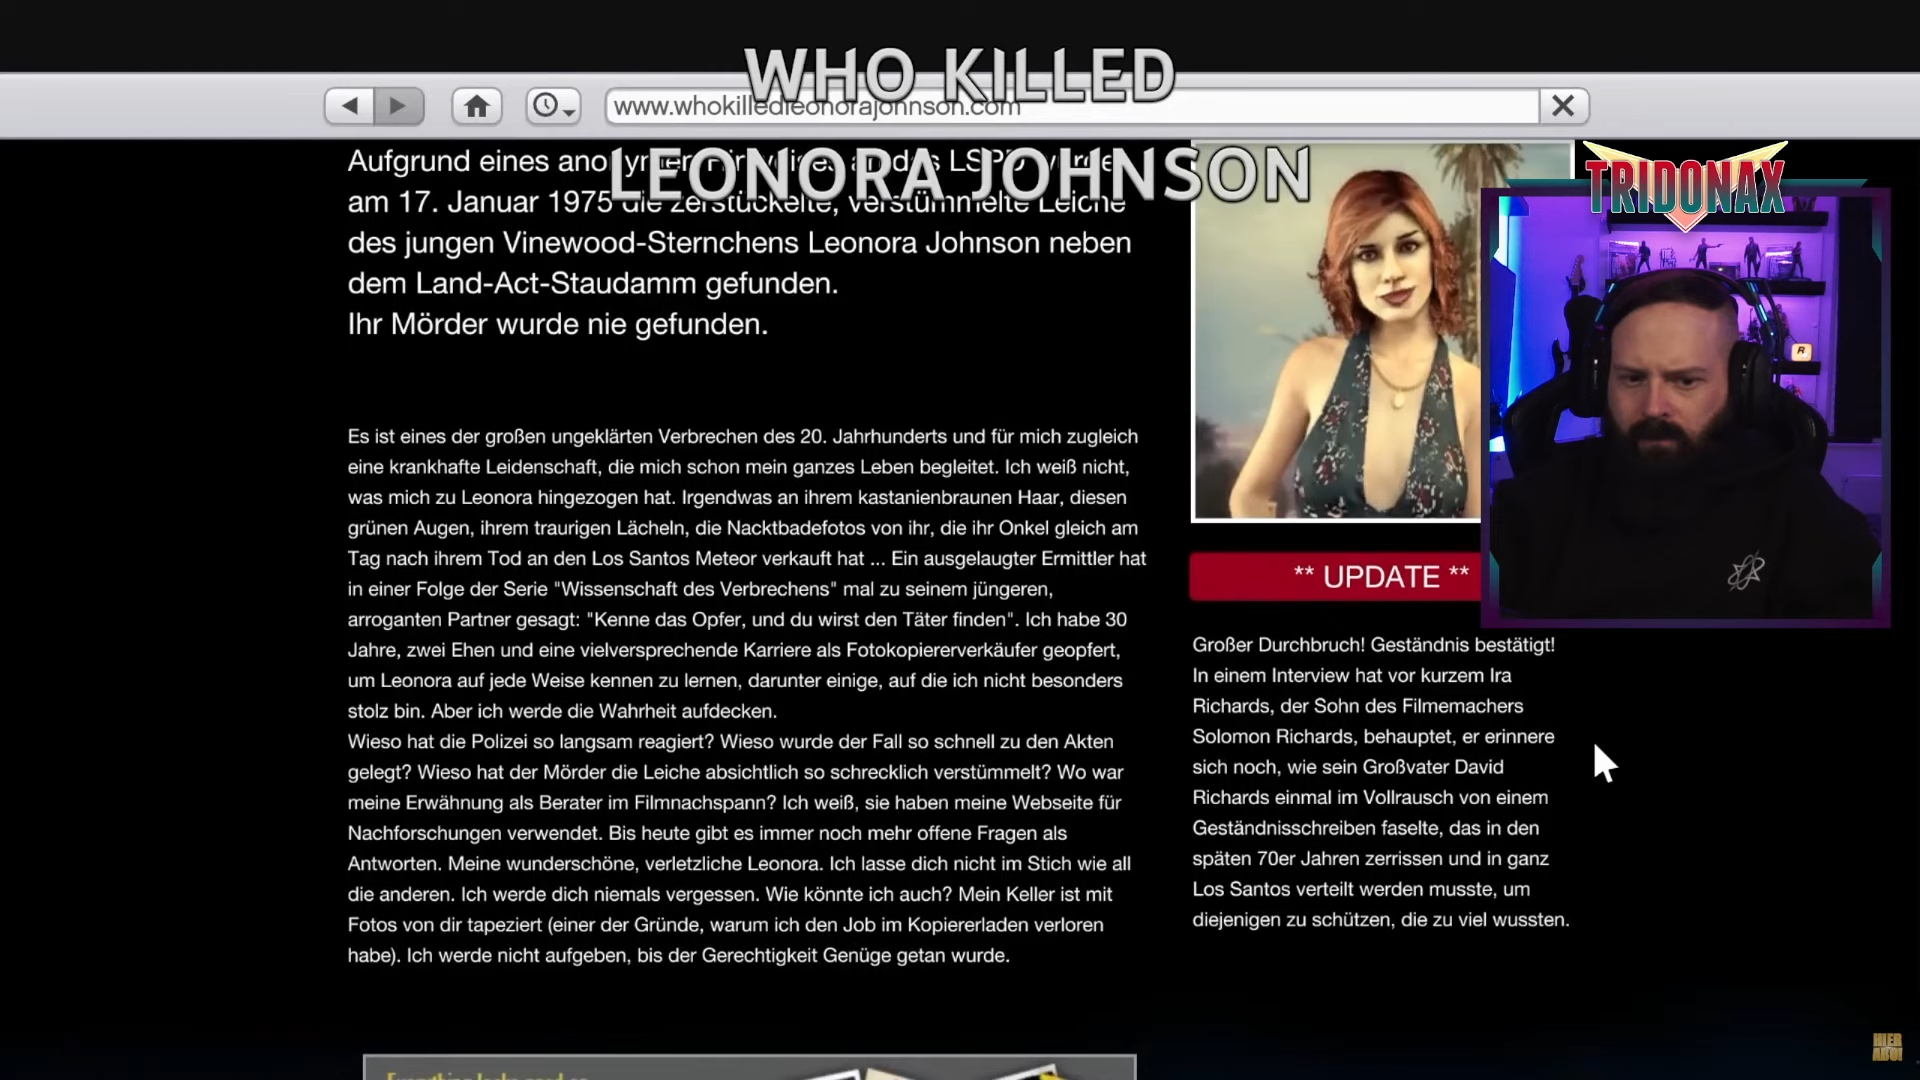 WHO KILLED
LEONORA JOHNSON
www.whokilledleonorajohnson.com
Aufgrund eines das LSPD
am 17. Januar 1975 die zerstückelte, verstümmelte Leiche
des jungen Vinewood-Sternchens Leonora Johnson neben
dem Land-Act-Staudamm gefunden.
Ihr Mörder wurde nie gefunden.
Es ist eines der großen ungeklärten Verbrechen des 20. Jahrhunderts und für mich zugleich
eine krankhafte Leidenschaft, die mich schon mein ganzes Leben begleitet. Ich weiß nicht,
was mich zu Leonora hingezogen hat. Irgendwas an ihrem kastanienbraunen Haar, diesen
grünen Augen, ihrem traurigen Lächeln, die Nacktbadefotos von ihr, die ihr Onkel gleich am
Tag nach ihrem Tod an den Los Santos Meteor verkauft hat ... Ein ausgelaugter Ermittler hat
in einer Folge der Serie "Wissenschaft des Verbrechens" mal zu seinem jüngeren,
arroganten Partner gesagt: "Kenne das Opfer, und du wirst den Täter finden". Ich habe 30
Jahre, zwei Ehen und eine vielversprechende Karriere als Fotokopiererverkäufer geopfert,
um Leonora auf jede Weise kennen zu lernen, darunter einige, auf die ich nicht besonders
stolz bin. Aber ich werde die Wahrheit aufdecken.
Wieso hat die Polizei so langsam reagiert? Wieso wurde der Fall so schnell zu den Akten
gelegt? Wieso hat der Mörder die Leiche absichtlich so schrecklich verstümmelt? Wo war
meine Erwähnung als Berater im Filmnachspann? Ich weiß, sie haben meine Webseite für
Nachforschungen verwendet. Bis heute gibt es immer noch mehr offene Fragen als
Antworten. Meine wunderschöne, verletzliche Leonora. Ich lasse dich nicht im Stich wie all
die anderen. Ich werde dich niemals vergessen. Wie könnte ich auch? Mein Keller ist mit
Fotos von dir tapeziert (einer der Gründe, warum ich den Job im Kopiererladen verloren
habe). Ich werde nicht aufgeben, bis der Gerechtigkeit Genüge getan wurde.
TRIDONAX
R
** UPDATE **
Großer Durchbruch! Geständnis bestätigt!
In einem Interview hat vor kurzem Ira
Richards, der Sohn des Filmemachers
Solomon Richards, behauptet, er erinnere
sich noch, wie sein Großvater David
Richards einmal im Vollrausch von einem
Geständnisschreiben faselte, das in den
späten 70er Jahren zerrissen und in ganz
Los Santos verteilt werden musste, um
diejenigen zu schützen, die zu viel wussten.
HIER
ABO!